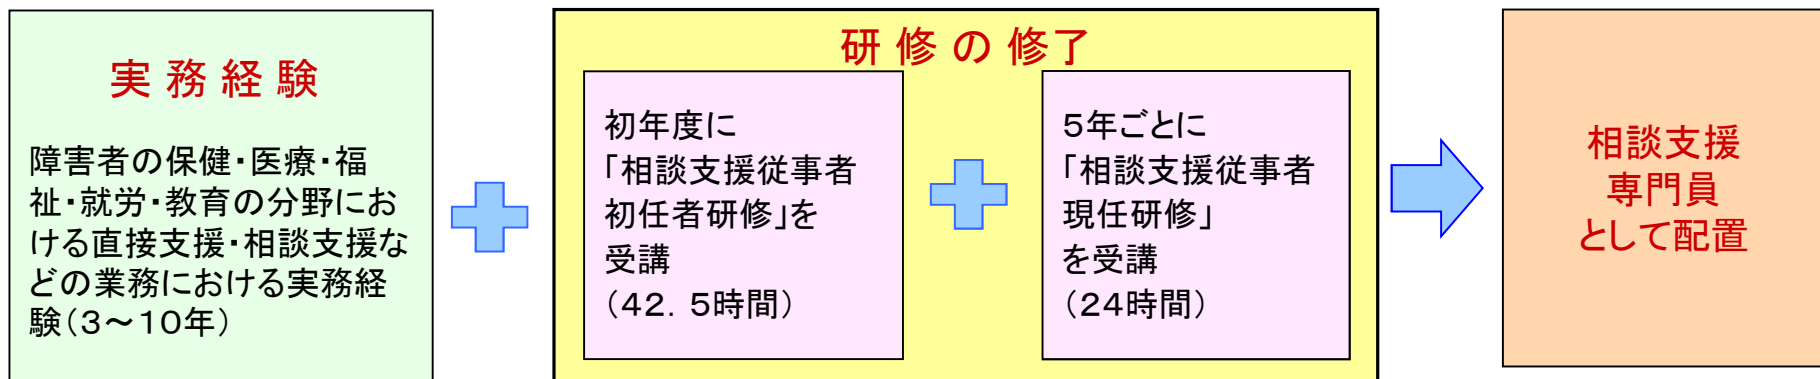 実 務 経 験
障害者の保健・医療・福
祉・就労・教育の分野にお
ける直接支援・相談支援な
どの業務における実務経
験（３～１０年）
研 修 の 修了
初年度に
「相談支援従事者
初任者研修」を
受講
（４２．５時間）
５年ごとに
「相談支援従事者
現任研修」
を受講
（２４時間）
相談支援
専門員
として配置